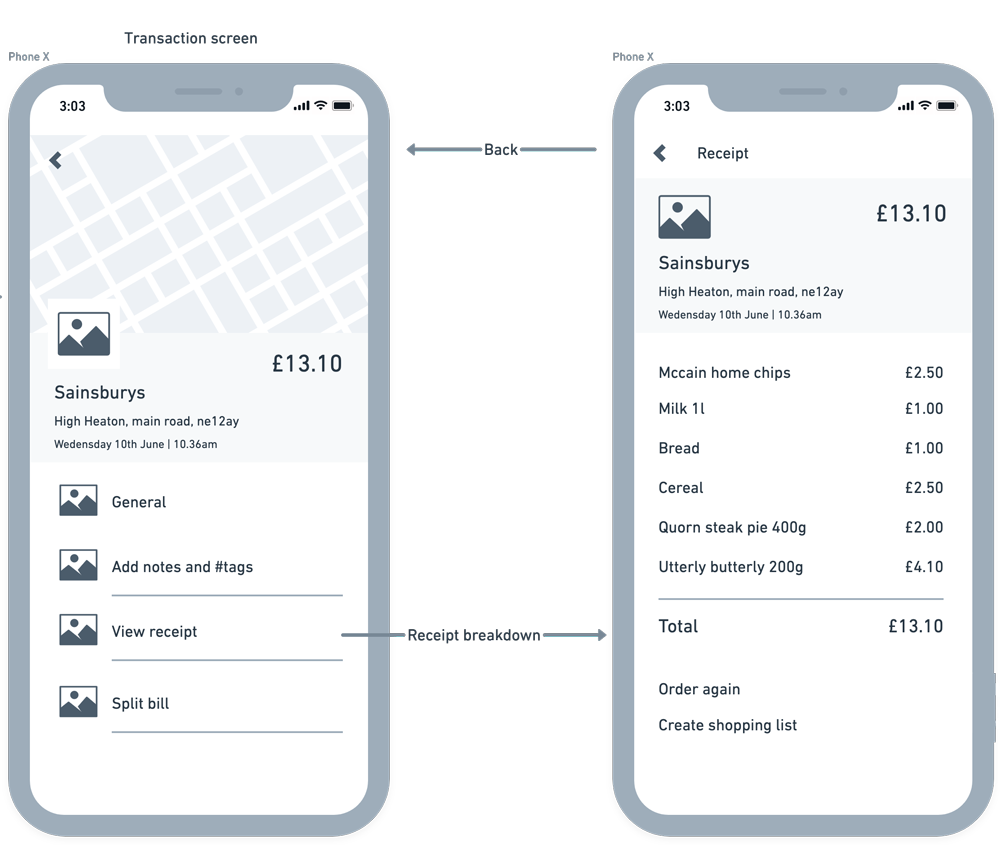 Transaction screen
Phone X
3:03
£13.10
Sainsburys
High Heaton, main road, ne12ay
Wednesday 10th June | 10.36am
General
Add notes and #tags
View receipt
Split bill
Back
Receipt breakdown
Phone X
3:03
Receipt
£13.10
Sainsburys
High Heaton, main road, ne12ay
Wednesday 10th June | 10.36am
Mccain home chips £2.50
Milk 1l £1.00
Bread £1.00
Cereal £2.50
Quorn steak pie 400g £2.00
Utterly butterly 200g £4.10
Total £13.10
Order again
Create shopping list